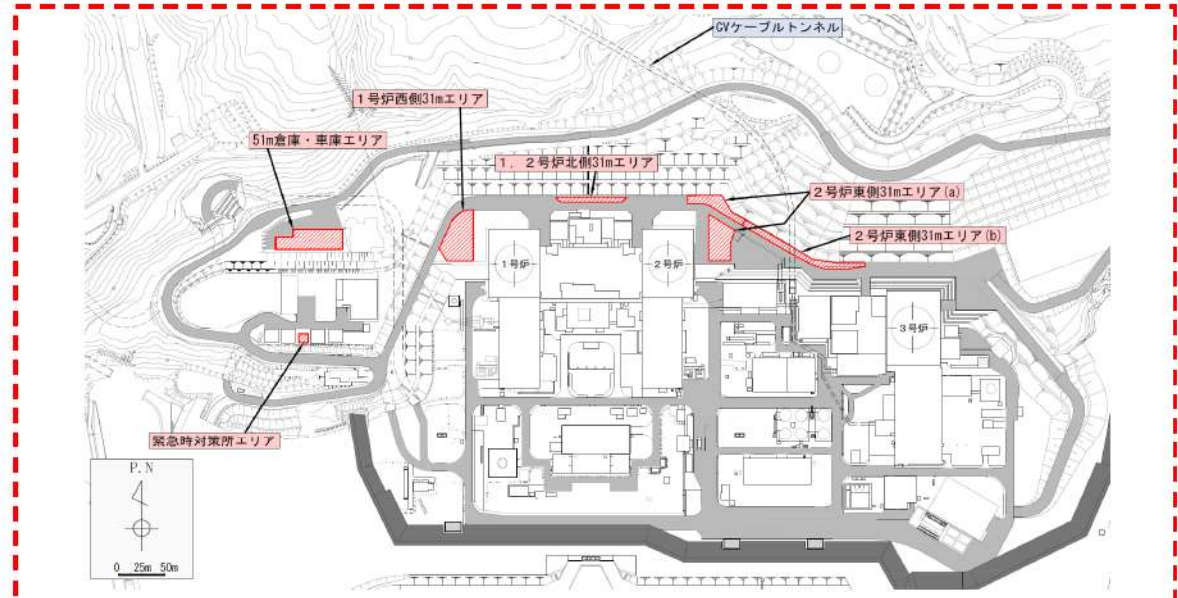 CVケーブルトンネル
1号炉西側31mエリア
51m倉庫・車庫エリア
1．2号炉北側31mエリア
2号炉東側31mエリア(a)
2号炉東側31mエリア(b)
1号炉
2号炉
3号炉
緊急時対策所エリア
P.N
0 25m 50m